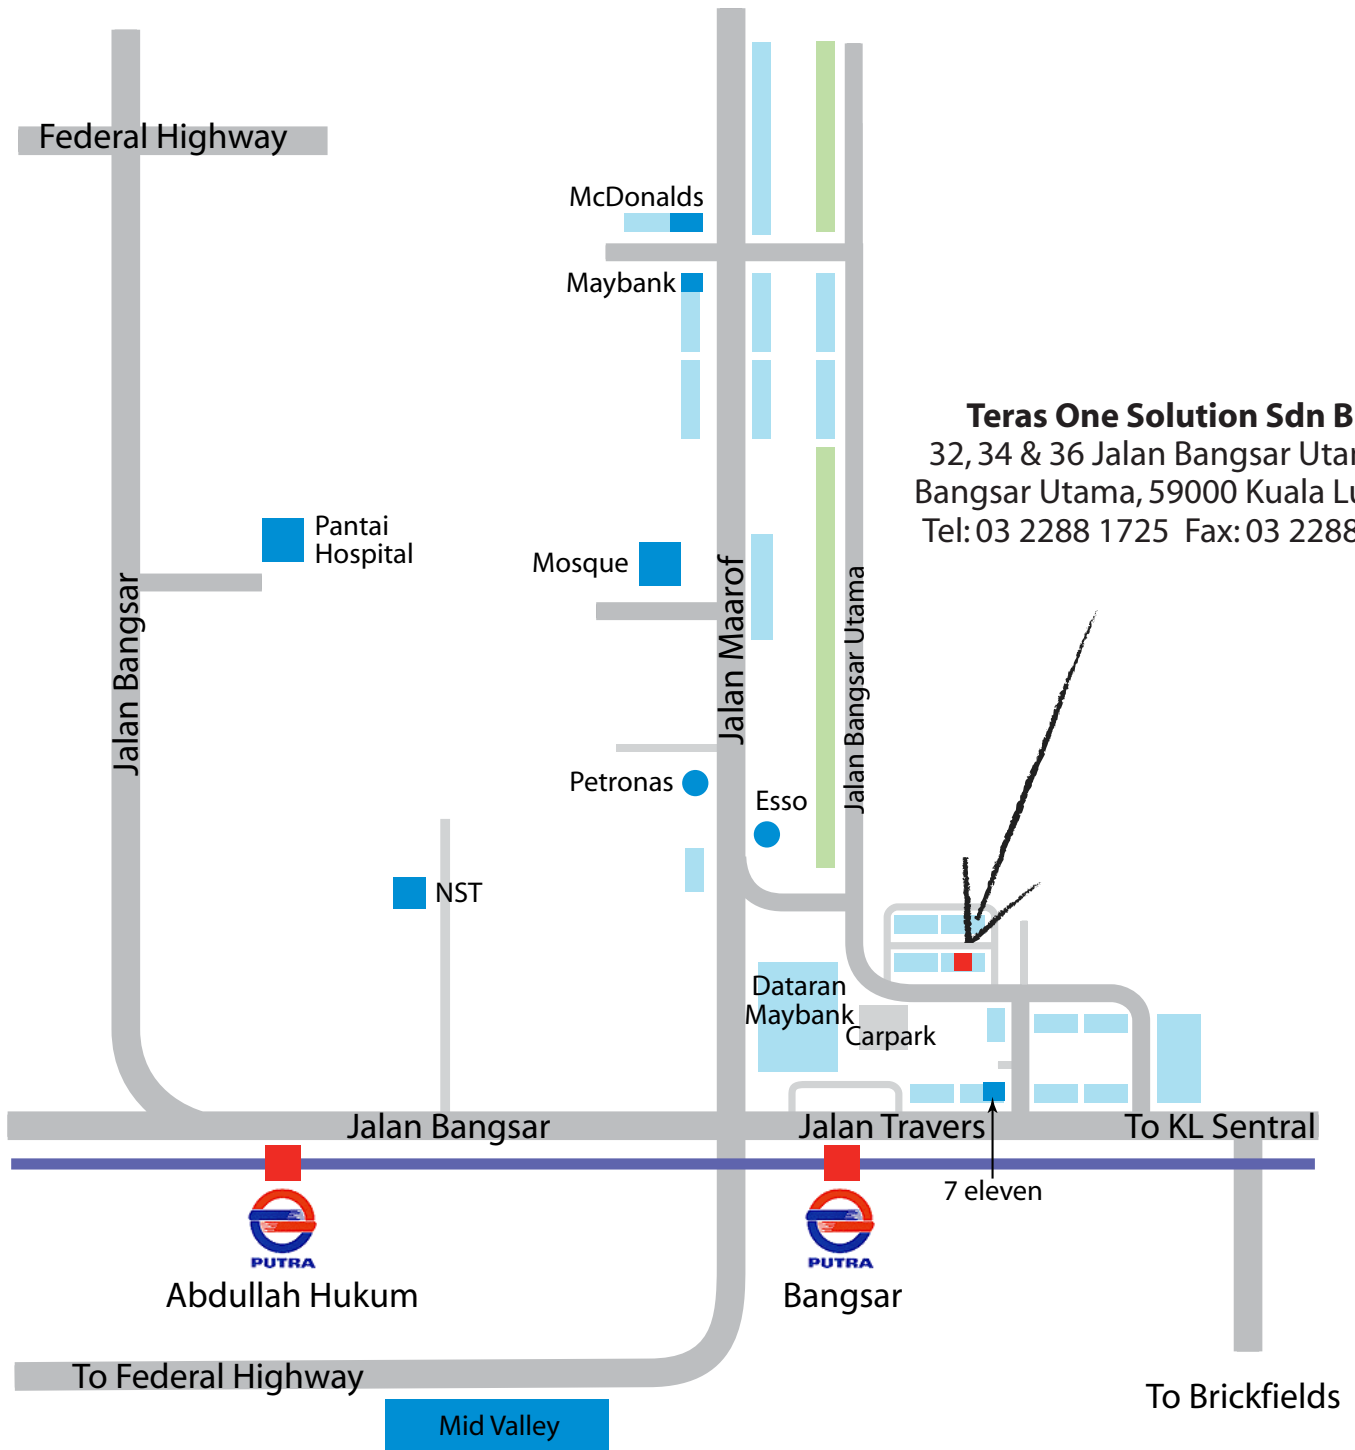 Federal Highway
McDonalds
Maybank
Teras One Solution Sdn B
32, 34 & 36 Jalan Bangsar Uta
Bangsar Utama, 59000 Kuala Lu
Tel: 03 2288 1725 Fax: 03 2288
Pantai
Hospital
Mosque
Jalan Bangsar
Jalan Maarof
Jalan Bangsar Utama
Petronas
Esso
NST
Dataran
Maybank
Carpark
Jalan Bangsar
Jalan Travers
To KL Sentral
7 eleven
PUTRA
PUTRA
Abdullah Hukum
Bangsar
To Federal Highway
To Brickfields
Mid Valley